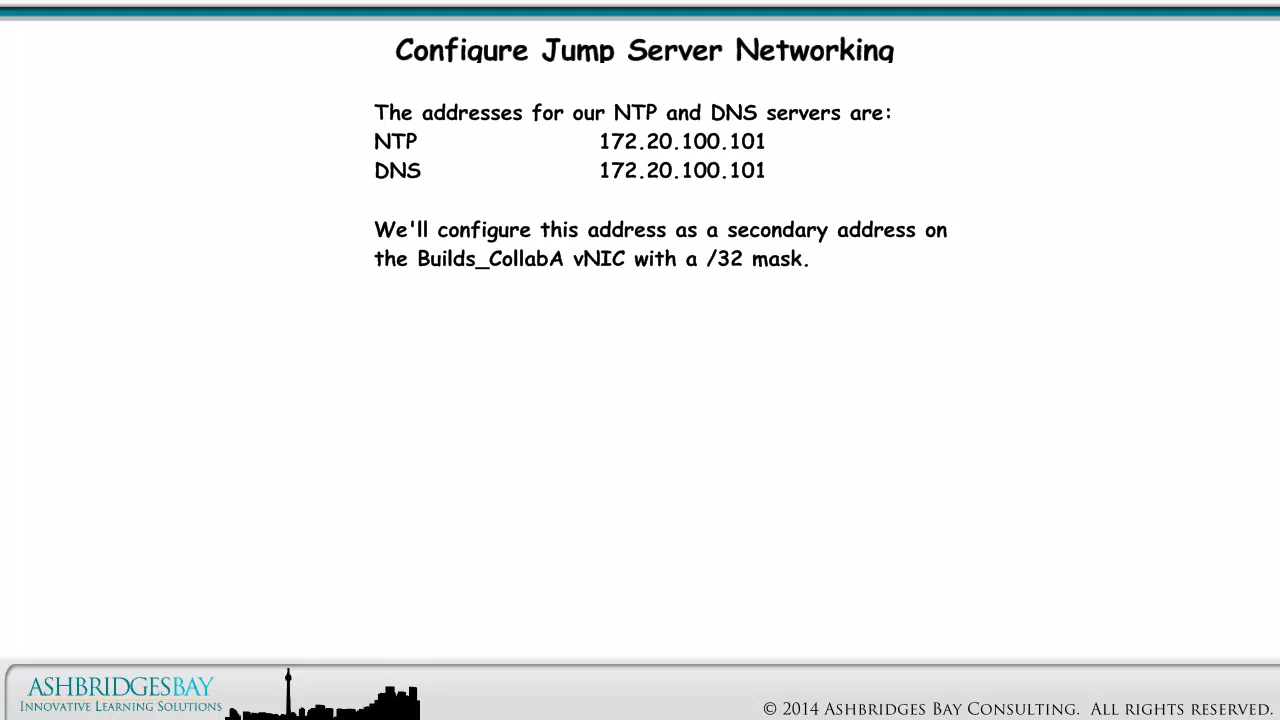 Configure Jump Server Networking
The addresses for our NTP and DNS servers are:
NTP 172.20.100.101
DNS 172.20.100.101
We'll configure this address as a secondary address on
the Builds_CollabA vNIC with a /32 mask.
ASHBRIDGESBAY
INNOVATIVE LEARNING SOLUTIONS
© 2014 ASHBRIDGES BAY CONSULTING. ALL RIGHTS RESERVED.